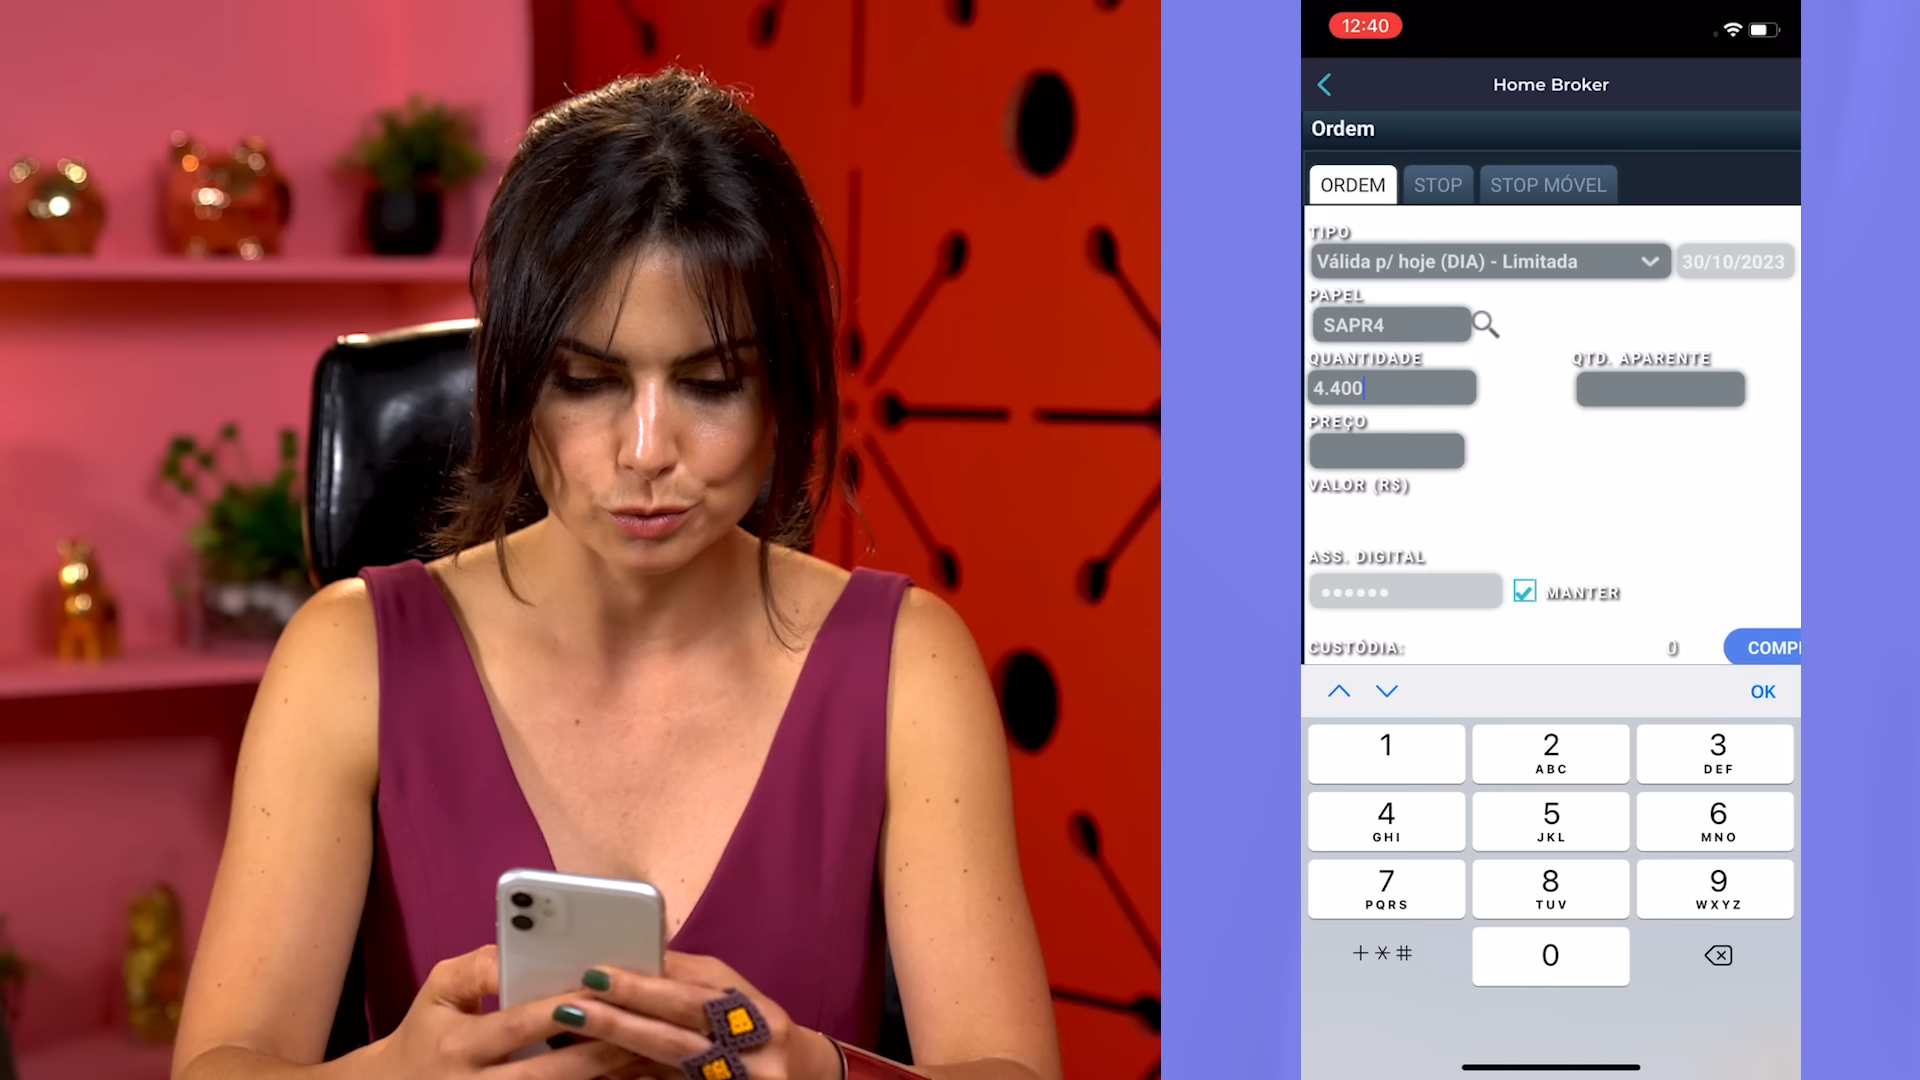 12:40
Home Broker
Ordem
ORDEM STOP STOP MÓVEL
TIPO
Válida p/ hoje (DIA) - Limitada 30/10/2023
PAPEL
SAPR4
QUANTIDADE QTD. APARENTE
4.400
PREÇO
VALOR (R$)
ASS. DIGITAL
•••••• MANTER
CUSTÓDIA: 0
OK
1 2 3
ABC DEF
4 5 6
GHI JKL MNO
7 8 9
PQRS TUV WXYZ
+*# 0